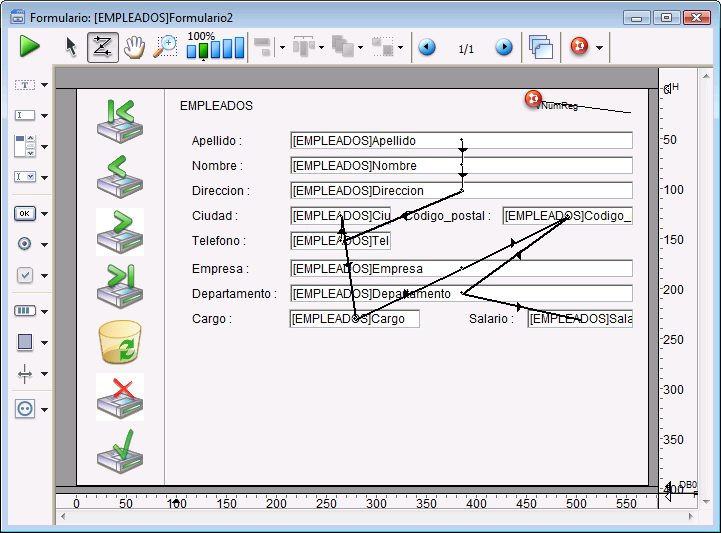 Formulario: [EMPLEADOS]Formulario2
100%
1/1
EMPLEADOS
vNumReg
Apellido : [EMPLEADOS]Apellido
Nombre : [EMPLEADOS]Nombre
Direccion : [EMPLEADOS]Direccion
Ciudad : [EMPLEADOS]Ciu Codigo_postal : [EMPLEADOS]Codigo_
Telefono : [EMPLEADOS]Tel
Empresa : [EMPLEADOS]Empresa
Departamento : [EMPLEADOS]Departamento
Cargo : [EMPLEADOS]Cargo Salario : [EMPLEADOS]Sala
OK
H
0
50
100
150
200
250
300
350
400
DB0
0 50 100 150 200 250 300 350 400 450 500 550